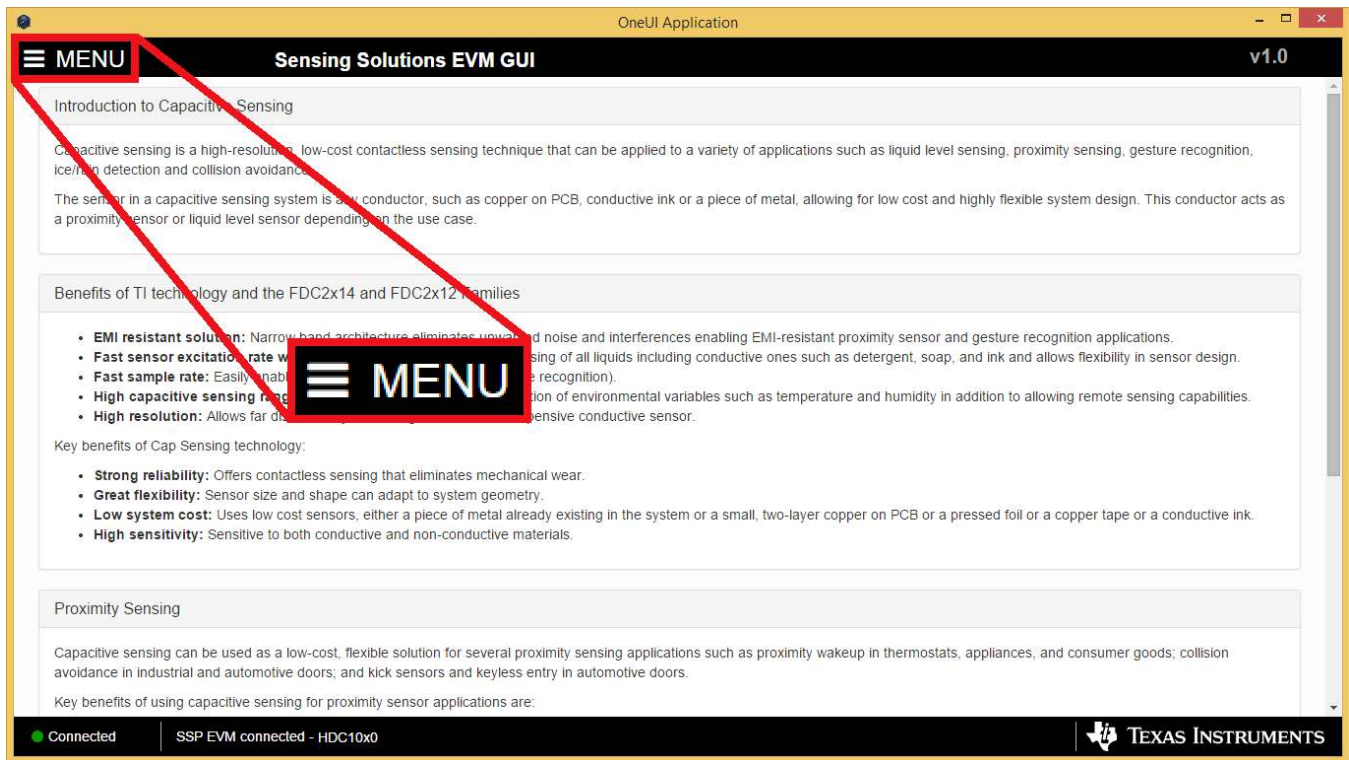 OneUI Application
MENU
Sensing Solutions EVM GUI
v1.0
Introduction to Capacitive Sensing
Capacitive sensing is a high-resolution, low-cost contactless sensing technique that can be applied to a variety of applications such as liquid level sensing, proximity sensing, gesture recognition,
ice/rain detection and collision avoidance.
The sensor in a capacitive sensing system is any conductor, such as copper on PCB, conductive ink or a piece of metal, allowing for low cost and highly flexible system design. This conductor acts as
a proximity sensor or liquid level sensor depending on the use case.
Benefits of TI technology and the FDC2x14 and FDC2x12 Families
• EMI resistant solution: Narrow band architecture eliminates unwanted noise and interferences enabling EMI-resistant proximity sensor and gesture recognition applications.
• Fast sensor excitation rate sing of all liquids including conductive ones such as detergent, soap, and ink and allows flexibility in sensor design.
• Fast sample rate: Easily recognition).
• High capacitive sensing tion of environmental variables such as temperature and humidity in addition to allowing remote sensing capabilities.
• High resolution: Allows far conductive sensor.
MENU
Key benefits of Cap Sensing technology:
• Strong reliability: Offers contactless sensing that eliminates mechanical wear.
• Great flexibility: Sensor size and shape can adapt to system geometry.
• Low system cost: Uses low cost sensors, either a piece of metal already existing in the system or a small, two-layer copper on PCB or a pressed foil or a copper tape or a conductive ink.
• High sensitivity: Sensitive to both conductive and non-conductive materials.
Proximity Sensing
Capacitive sensing can be used as a low-cost, flexible solution for several proximity sensing applications such as proximity wakeup in thermostats, appliances, and consumer goods; collision
avoidance in industrial and automotive doors; and kick sensors and keyless entry in automotive doors.
Key benefits of using capacitive sensing for proximity sensor applications are:
Connected
SSP EVM connected - HDC10x0
TEXAS INSTRUMENTS